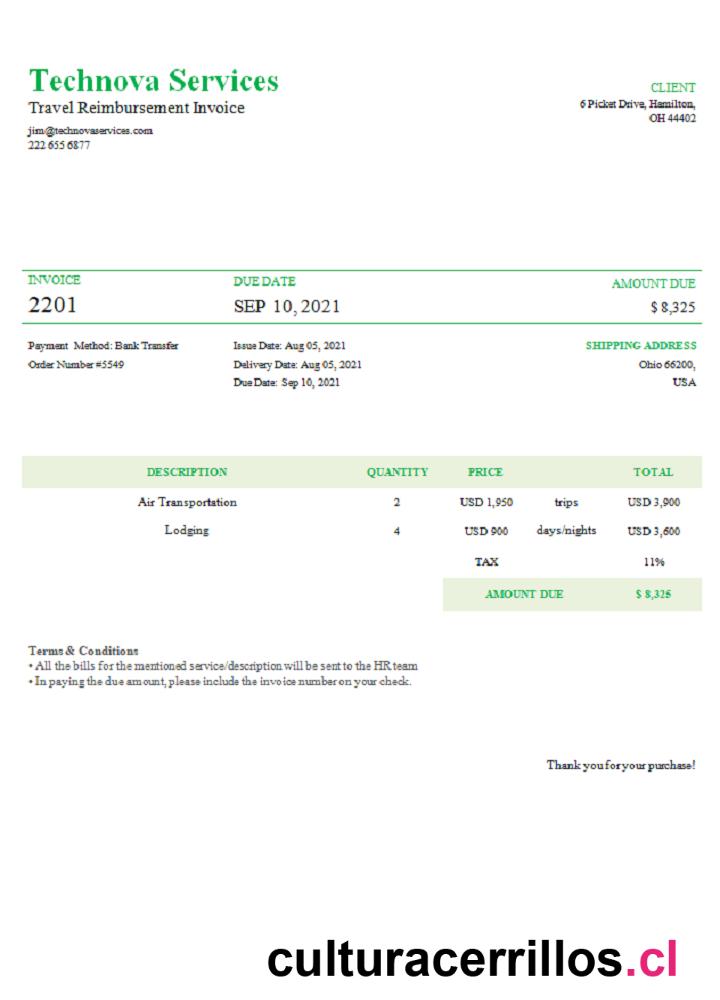 Technova Services
Travel Reimbursement Invoice
jim@technovaservices.com
222 655 6877
CLIENT
6 Picket Drive, Hamilton,
OH 44402
INVOICE DUE DATE AMOUNT DUE
2201 SEP 10, 2021 $ 8,325
Payment Method: Bank Transfer Issue Date: Aug 05, 2021 SHIPPING ADDRESS
Order Number #5549 Delivery Date: Aug 05, 2021 Ohio 66200,
Due Date: Sep 10, 2021 USA
DESCRIPTION QUANTITY PRICE TOTAL
Air Transportation 2 USD 1,950 trips USD 3,900
Lodging 4 USD 900 days/nights USD 3,600
TAX 11%
AMOUNT DUE $ 8,325
Terms & Conditions
• All the bills for the mentioned service/description will be sent to the HR team
• In paying the due amount, please include the invoice number on your check.
Thank you for your purchase!
culturacerrillos.cl